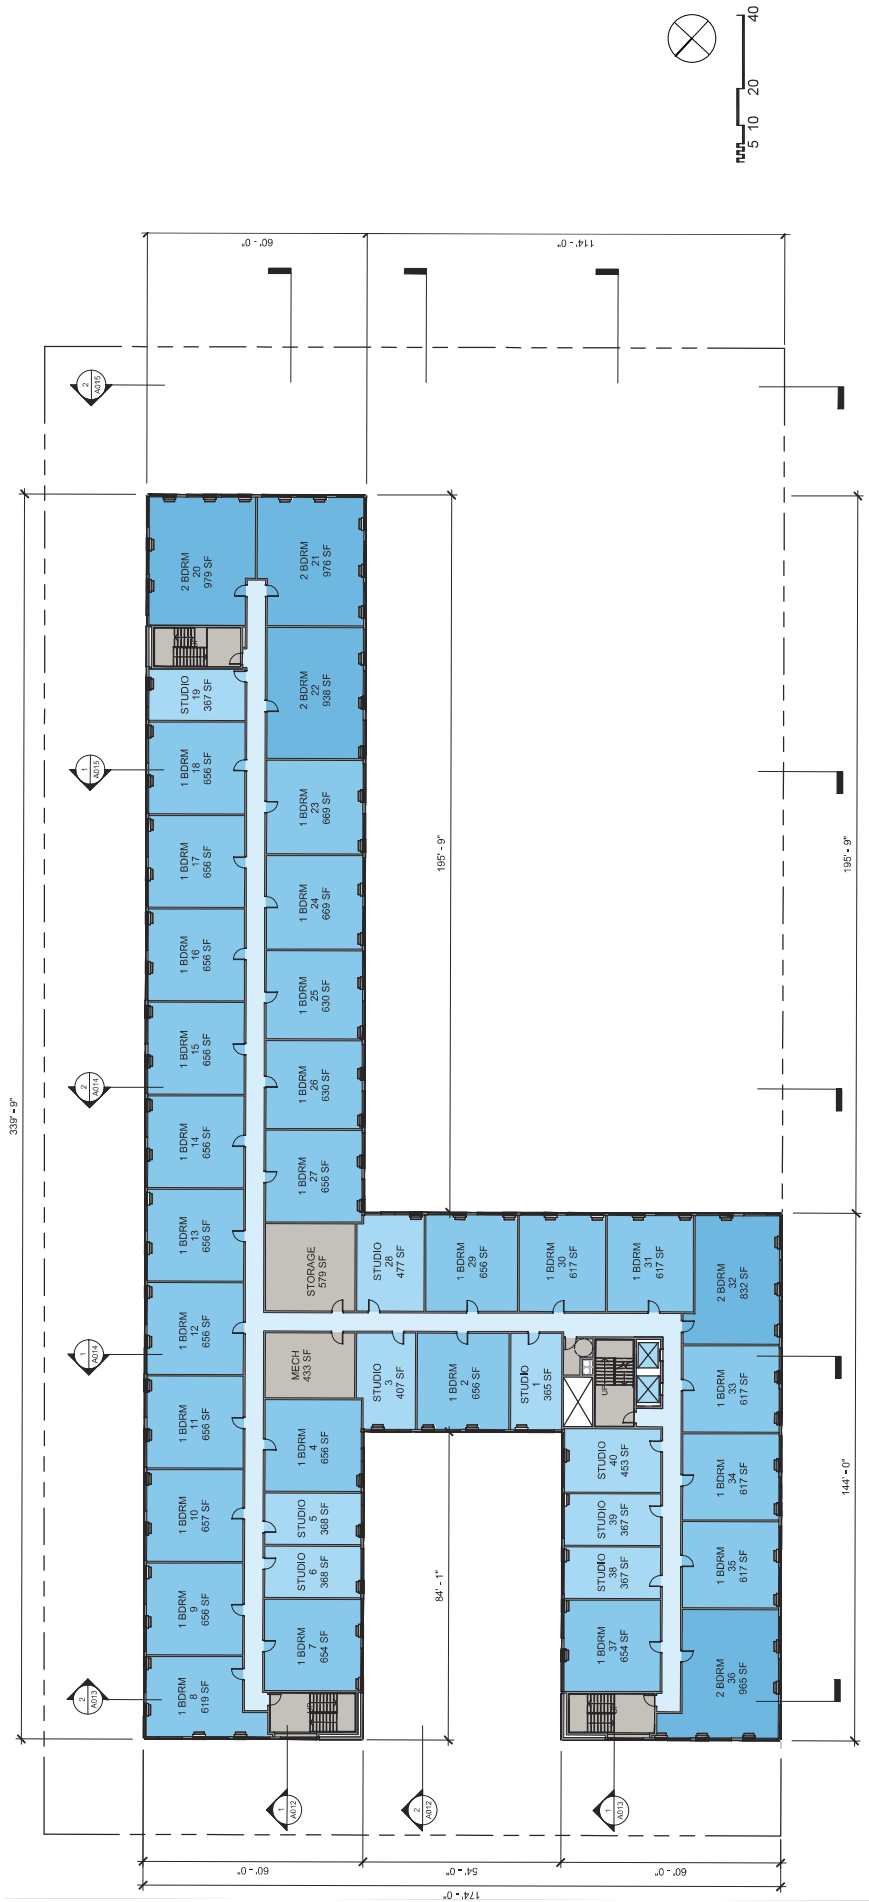 40
20
10
5
60' - 0"
114' - 0"
2
A015
339' - 9"
195' - 9"
195' - 9"
2 BDRM
20
979 SF
2 BDRM
21
976 SF
STUDIO
19
367 SF
2 BDRM
22
938 SF
1 BDRM
18
656 SF
1
A015
1 BDRM
23
669 SF
1 BDRM
17
656 SF
1 BDRM
24
669 SF
1 BDRM
16
656 SF
1 BDRM
25
630 SF
1 BDRM
15
656 SF
2
A014
1 BDRM
26
630 SF
1 BDRM
14
656 SF
1 BDRM
27
656 SF
1 BDRM
13
656 SF
STORAGE
579 SF
STUDIO
28
477 SF
1 BDRM
29
656 SF
1 BDRM
30
617 SF
1 BDRM
31
617 SF
2 BDRM
32
832 SF
1 BDRM
12
656 SF
1
A014
MECH
433 SF
STUDIO
3
407 SF
1 BDRM
2
656 SF
STUDIO
1
365 SF
UP
1 BDRM
33
617 SF
1 BDRM
11
656 SF
1 BDRM
4
656 SF
STUDIO
40
453 SF
1 BDRM
34
617 SF
144' - 0"
1 BDRM
10
657 SF
STUDIO
5
368 SF
STUDIO
39
367 SF
1 BDRM
35
617 SF
STUDIO
6
368 SF
STUDIO
38
367 SF
84' - 1"
1 BDRM
9
656 SF
1 BDRM
7
654 SF
1 BDRM
37
654 SF
2 BDRM
36
965 SF
1 BDRM
8
619 SF
2
A013
1
A012
2
A012
1
A013
60' - 0"
54' - 0"
60' - 0"
174' - 0"